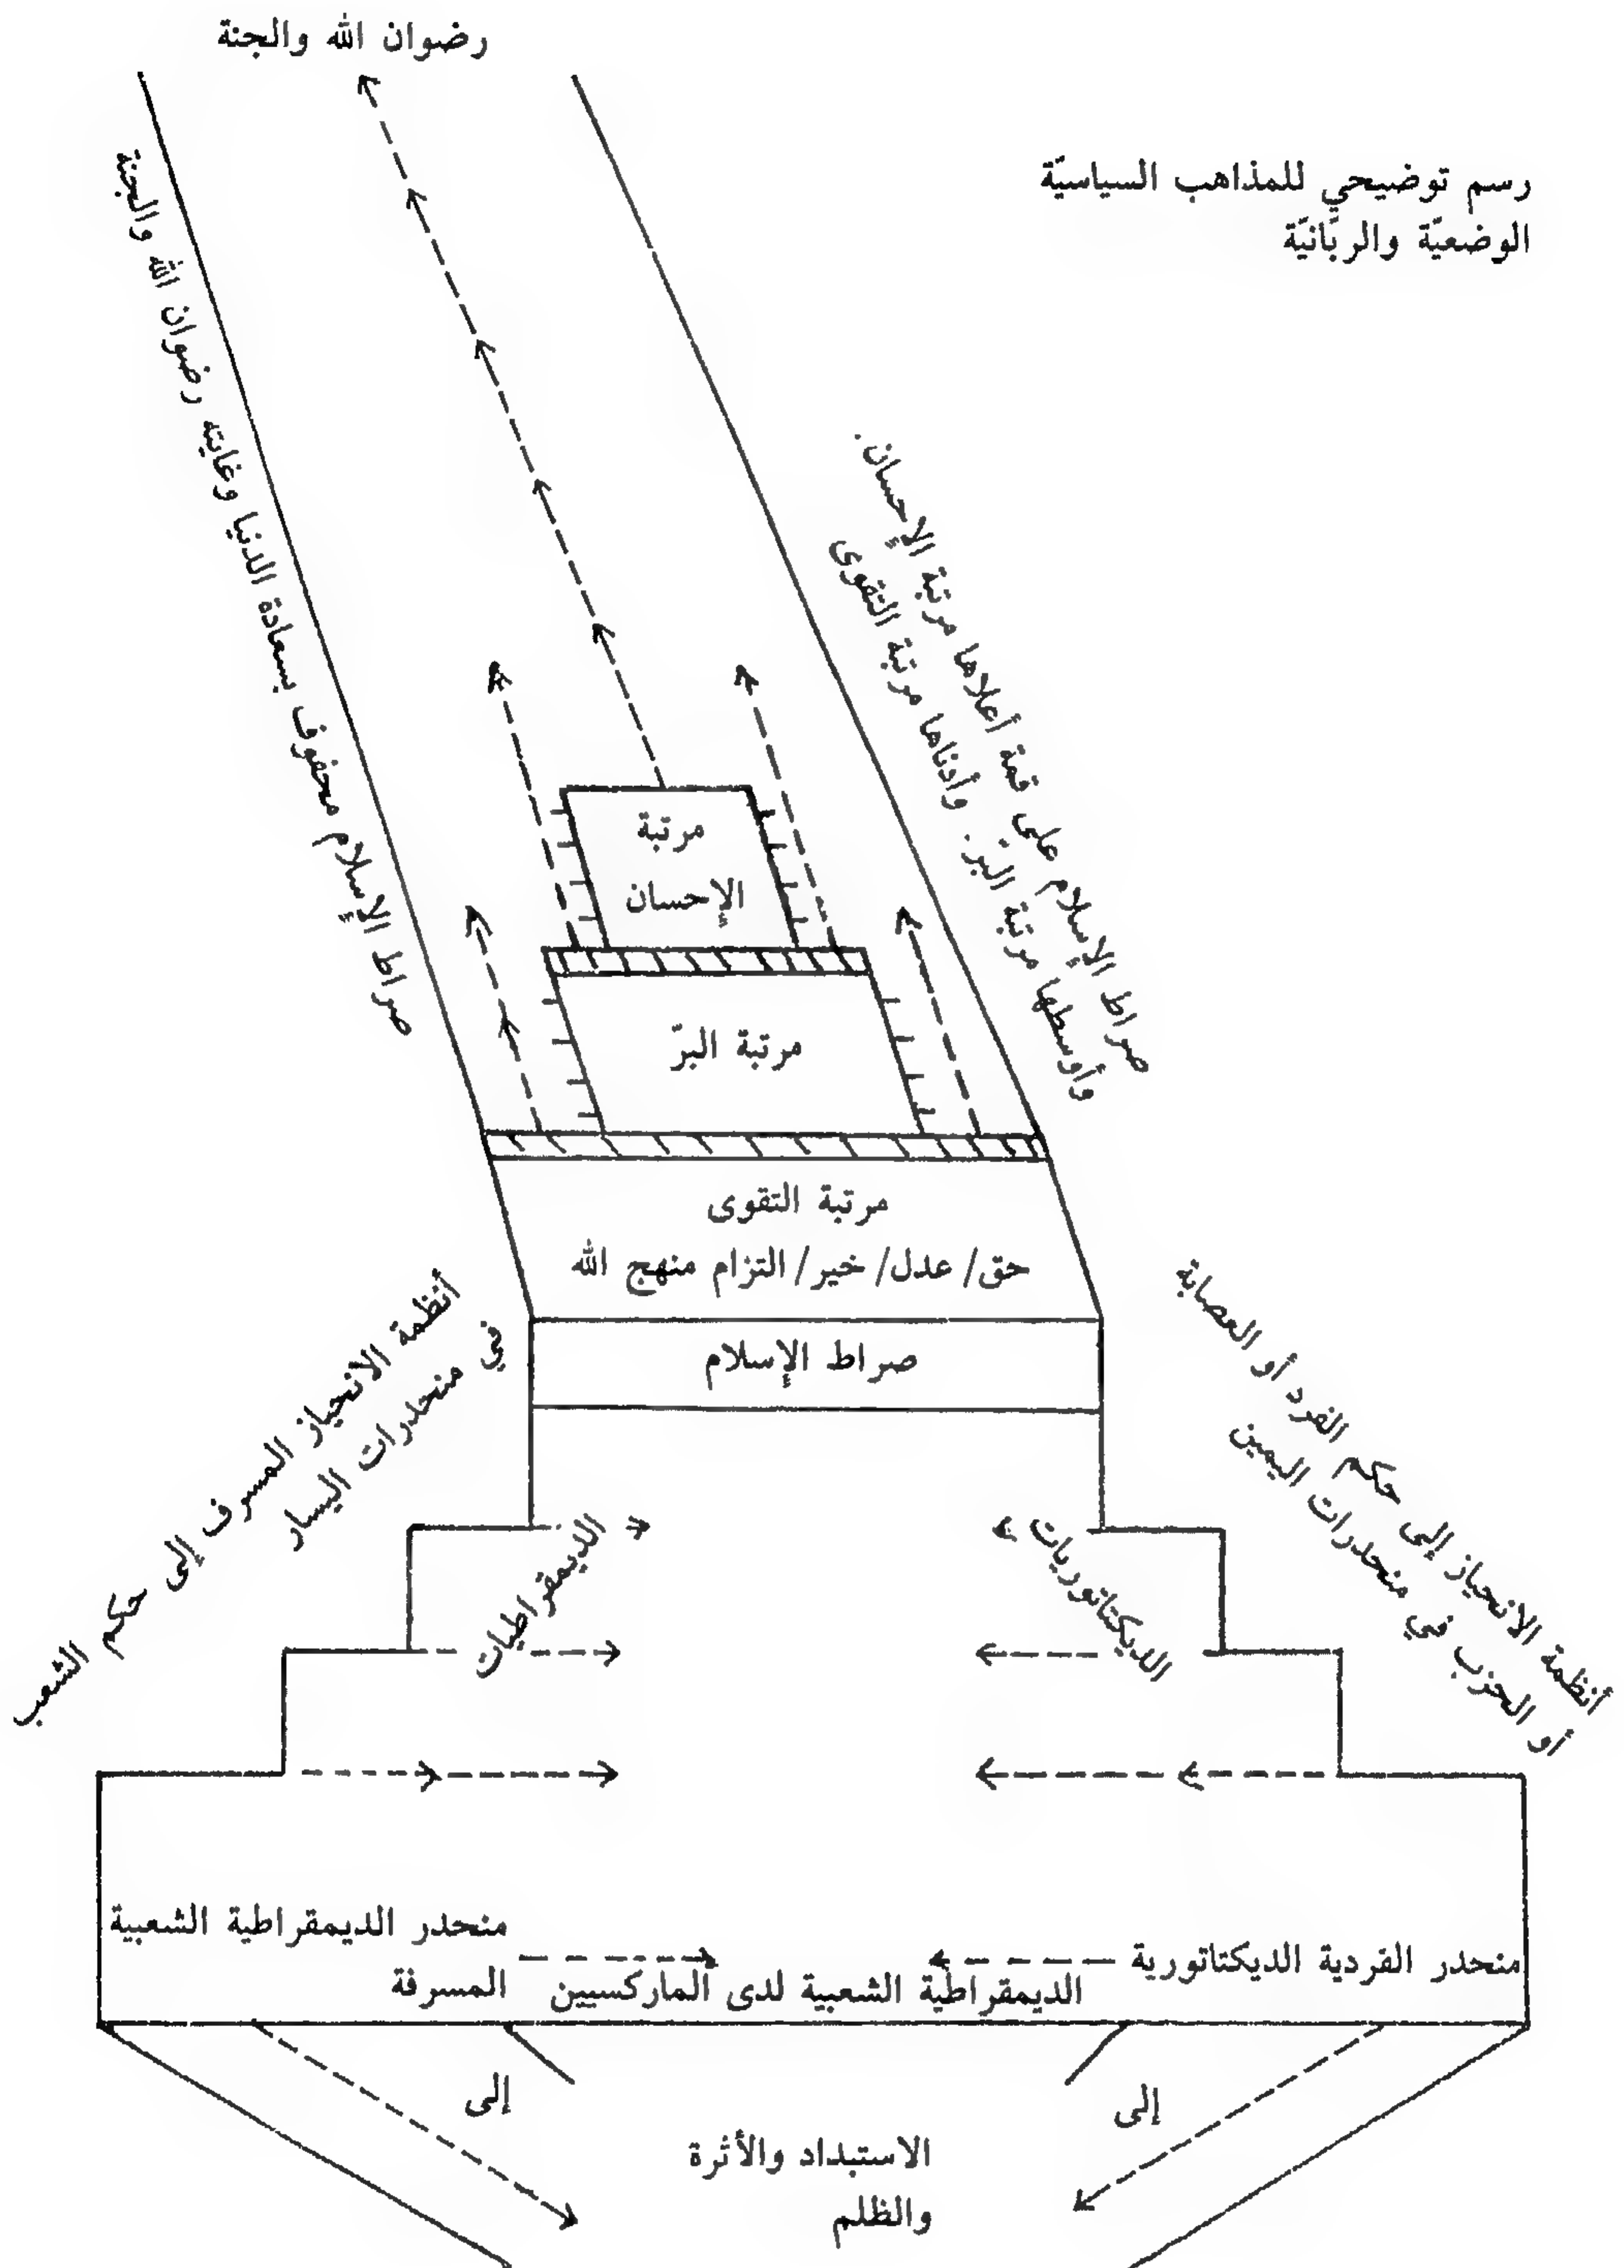 رضوان الله والجنة
رسم توضيحي للمذاهب السياسيّة
الوضعيّة والربّانيّة
صراط الإسلام محفوف بسعادة الدنيا وغايته رضوان الله والجنة
صراط الإسلام على قمة أعلاها مرتبة الإحسان.
وأوسطها مرتبة البرّ. وأدناها مرتبة التقوى
مرتبة
الإحسان
مرتبة البرّ
مرتبة التقوى
حق/ عدل/ خير/ التزام منهج الله
صراط الإسلام
أنظمة الانحياز إلى حكم الفرد أو العصابة
أو الحزب في منحدرات اليمين
أنظمة الانحياز المسرف إلى حكم الشعب
في منحدرات اليسار
الديكتاتوريات
الديمقراطيات
منحدر الفردية الديكتاتورية
منحدر الديمقراطية الشعبية
المسرفة
الديمقراطية الشعبية لدى الماركسيين
إلى
إلى
الاستبداد والأثرة
والظلم